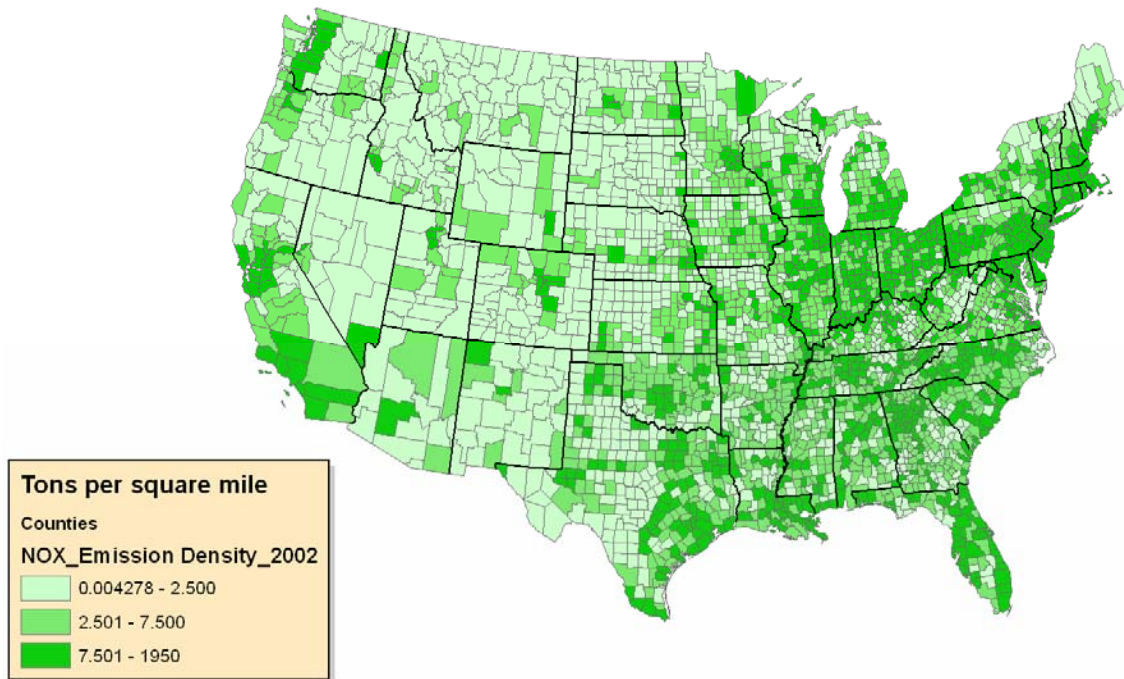 Tons per square mile
Counties
NOX_Emission Density_2002
0.004278 - 2.500
2.501 - 7.500
7.501 - 1950